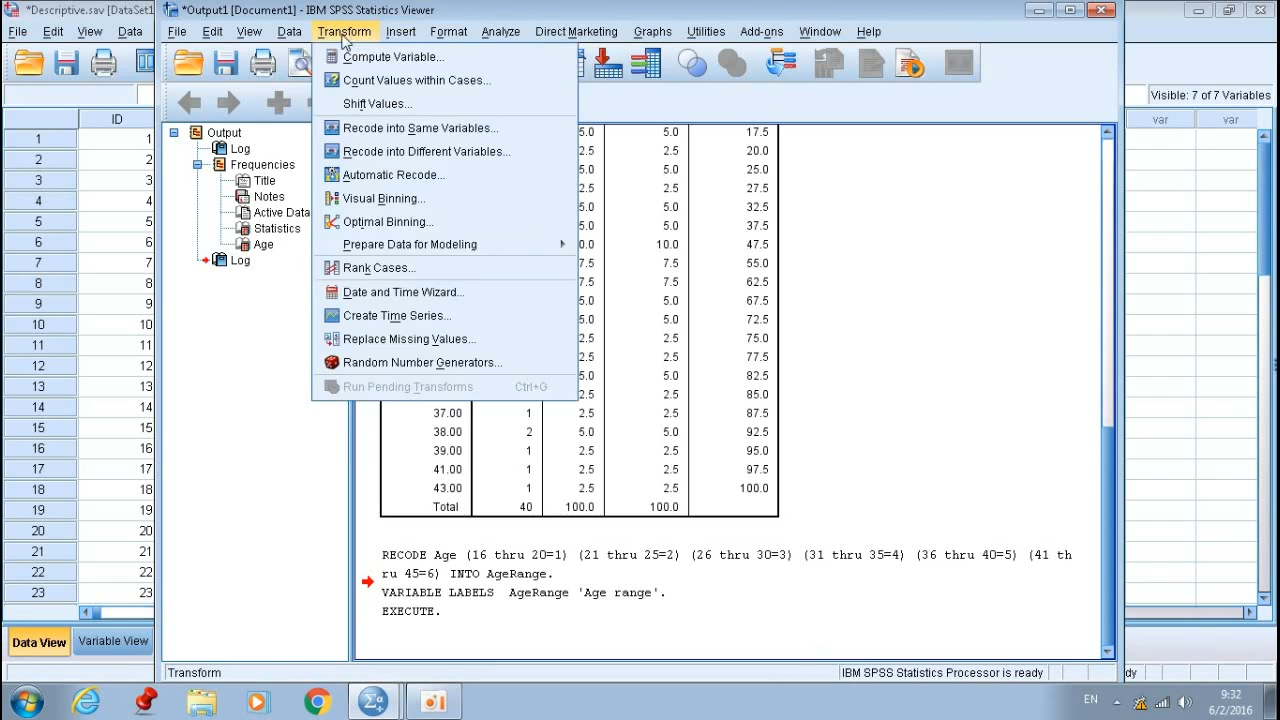 *Descriptive.sav [DataSet1
*Output1 [Document1] - IBM SPSS Statistics Viewer
File Edit View Data
File Edit View Data Transform Insert Format Analyze Direct Marketing Graphs Utilities Add-ons Window Help
Visible: 7 of 7 Variables
ID
var var
1 1
2 2
3 3
4 4
5 5
6 6
7 7
8 8
9 9
10 10
11 11
12 12
13 13
14 14
15 15
16 16
17 17
18 18
19 19
20 20
21 21
22 22
23 23
Data View Variable View
Output
Log
Frequencies
Title
Notes
Active Data
Statistics
Age
Log
Compute Variable...
Count Values within Cases...
Shift Values...
Recode into Same Variables...
Recode into Different Variables...
Automatic Recode...
Visual Binning...
Optimal Binning...
Prepare Data for Modeling
Rank Cases...
Date and Time Wizard...
Create Time Series...
Replace Missing Values...
Random Number Generators...
Run Pending Transforms Ctrl+G
5.0 5.0 17.5
2.5 2.5 20.0
5.0 5.0 25.0
2.5 2.5 27.5
5.0 5.0 32.5
5.0 5.0 37.5
0.0 10.0 47.5
7.5 7.5 55.0
7.5 7.5 62.5
5.0 5.0 67.5
5.0 5.0 72.5
2.5 2.5 75.0
2.5 2.5 77.5
5.0 5.0 82.5
2.5 2.5 85.0
37.00 1 2.5 2.5 87.5
38.00 2 5.0 5.0 92.5
39.00 1 2.5 2.5 95.0
41.00 1 2.5 2.5 97.5
43.00 1 2.5 2.5 100.0
Total 40 100.0 100.0
RECODE Age (16 thru 20=1) (21 thru 25=2) (26 thru 30=3) (31 thru 35=4) (36 thru 40=5) (41 th
ru 45=6) INTO AgeRange.
VARIABLE LABELS AgeRange 'Age range'.
EXECUTE.
Transform
IBM SPSS Statistics Processor is ready
dy
EN
9:32
6/2/2016